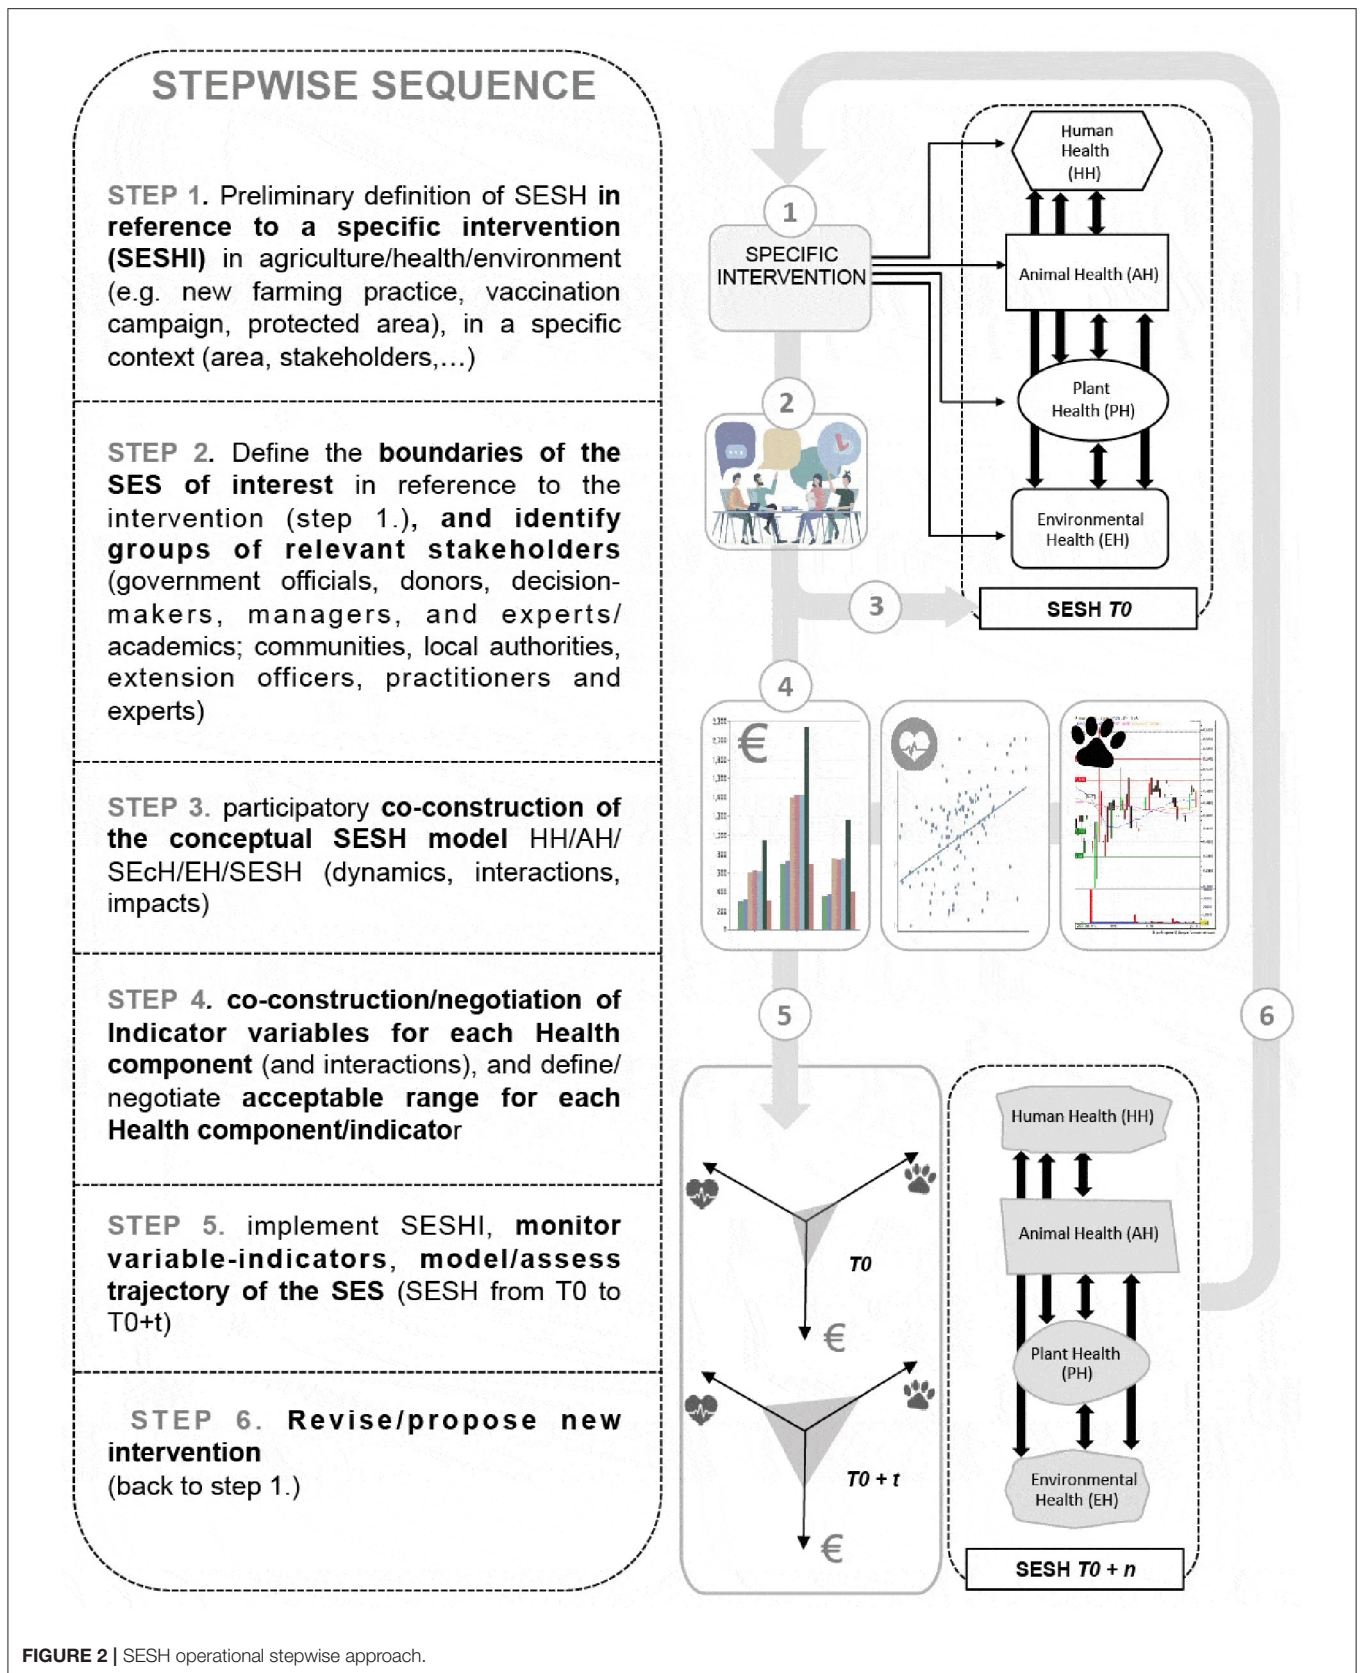 STEPWISE SEQUENCE
STEP 1. Preliminary definition of SESH in
reference to a specific intervention
(SESHI) in agriculture/health/environment
(e.g. new farming practice, vaccination
campaign, protected area), in a specific
context (area, stakeholders,...)
STEP 2. Define the boundaries of the
SES of interest in reference to the
intervention (step 1.), and identify
groups of relevant stakeholders
(government officials, donors, decision-
makers, managers, and experts/
academics; communities, local authorities,
extension officers, practitioners and
experts)
STEP 3. participatory co-construction of
the conceptual SESH model HH/AH/
SEcH/EH/SESH (dynamics, interactions,
impacts)
STEP 4. co-construction/negotiation of
Indicator variables for each Health
component (and interactions), and define/
negotiate acceptable range for each
Health component/indicator
STEP 5. implement SESHI, monitor
variable-indicators, model/assess
trajectory of the SES (SESH from T0 to
T0+t)
STEP 6. Revise/propose new
intervention
(back to step 1.)
1
SPECIFIC
INTERVENTION
Human
Health
(HH)
Animal Health (AH)
Plant
Health (PH)
Environmental
Health (EH)
SESH T0
2
3
4
€
5
6
T0
€
T0 + t
€
Human Health (HH)
Animal Health (AH)
Plant Health
(PH)
Environmental
Health (EH)
SESH T0 + n
FIGURE 2 | SESH operational stepwise approach.